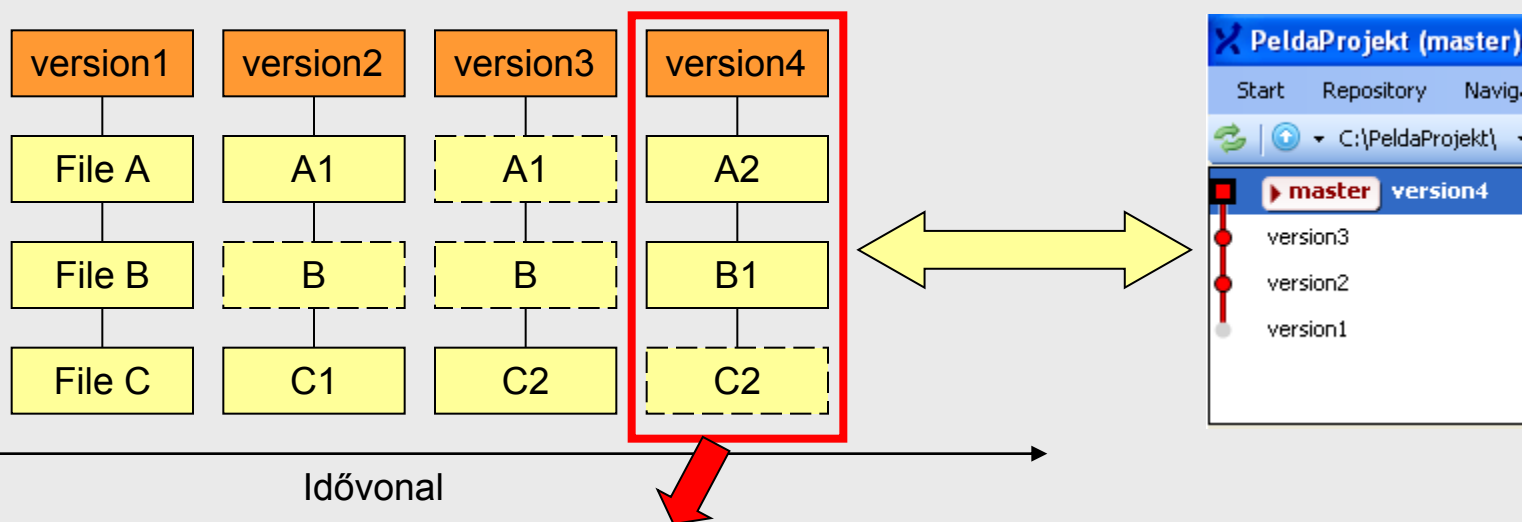 version1 version2 version3 version4
File A A1 A1 A2
File B B B B1
File C C1 C2 C2
Idővonal
PeldaProjekt (master)
Start Repository Navig
C:\PeldaProjekt\
master version4
version3
version2
version1